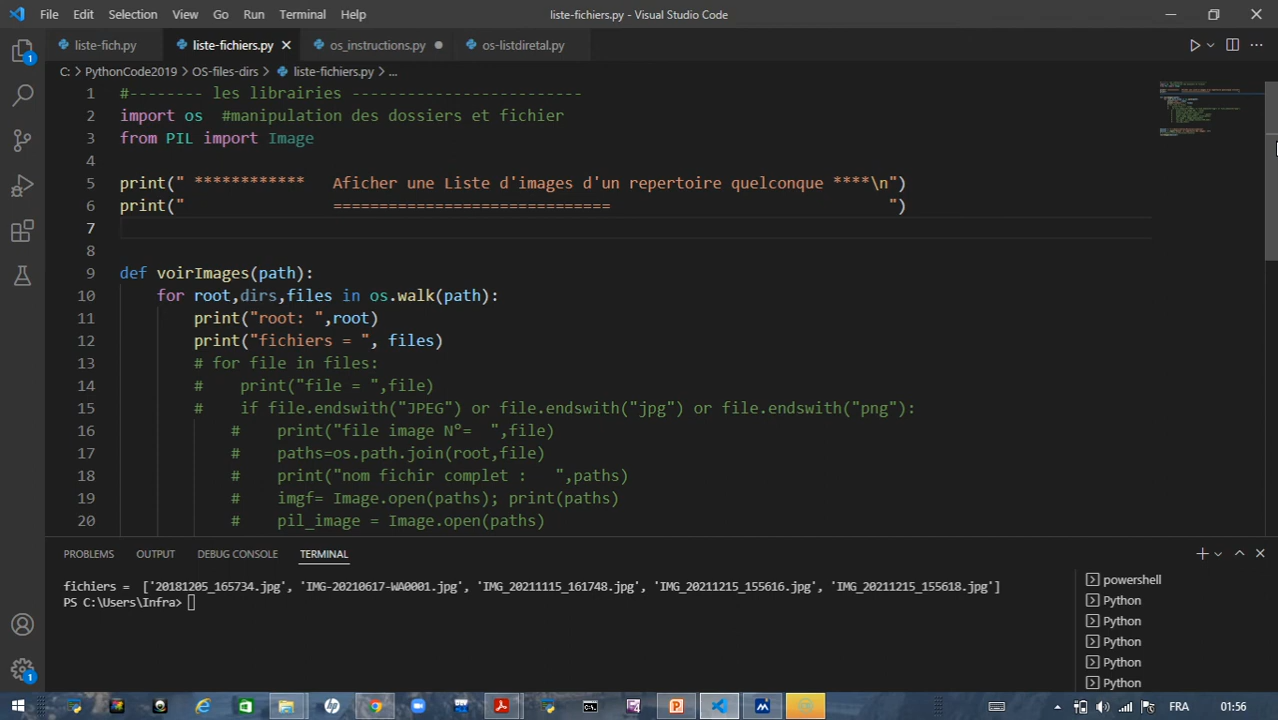 File Edit Selection View Go Run Terminal Help liste-fichiers.py - Visual Studio Code
liste-fich.py liste-fichiers.py os_instructions.py os-listdiretal.py
C: > PythonCode2019 > OS-files-dirs > liste-fichiers.py > ...
1 #-------- les librairies -------------------------
2 import os  #manipulation des dossiers et fichier
3 from PIL import Image
4
5 print(" ************   Aficher une Liste d'images d'un repertoire quelconque ****\n")
6 print("                ==============================                              ")
7
8
9 def voirImages(path):
10     for root,dirs,files in os.walk(path):
11         print("root: ",root)
12         print("fichiers = ", files)
13         # for file in files:
14         #    print("file = ",file)
15         #    if file.endswith("JPEG") or file.endswith("jpg") or file.endswith("png"):
16             #    print("file image N°=  ",file)
17             #    paths=os.path.join(root,file)
18             #    print("nom fichir complet :   ",paths)
19             #    imgf= Image.open(paths); print(paths)
20             #    pil_image = Image.open(paths)
PROBLEMS OUTPUT DEBUG CONSOLE TERMINAL
fichiers =  ['20181205_165734.jpg', 'IMG-20210617-WA0001.jpg', 'IMG_20211115_161748.jpg', 'IMG_20211215_155616.jpg', 'IMG_20211215_155618.jpg']
PS C:\Users\Infra>
powershell
Python
Python
Python
Python
Python
1
1
FRA 01:56